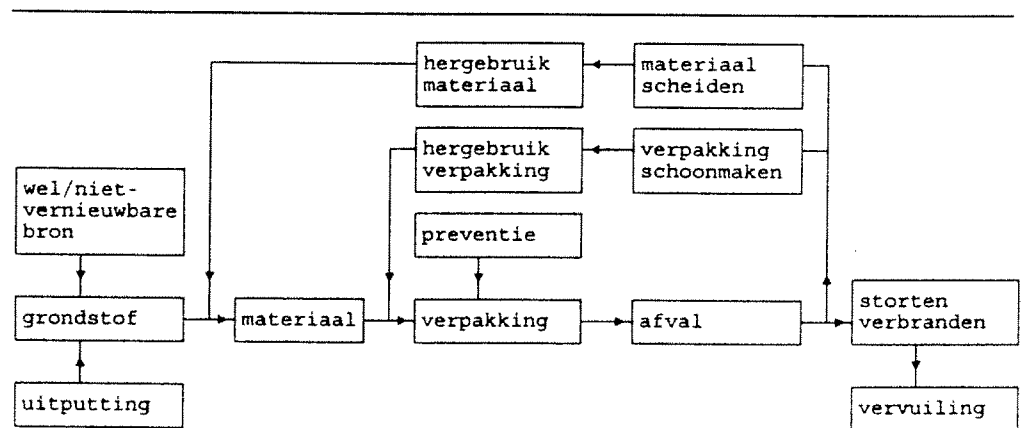 hergebruik
materiaal
materiaal
scheiden
hergebruik
verpakking
verpakking
schoonmaken
wel/niet-
vernieuwbare
bron
preventie
grondstof
materiaal
verpakking
afval
storten
verbranden
uitputting
vervuiling